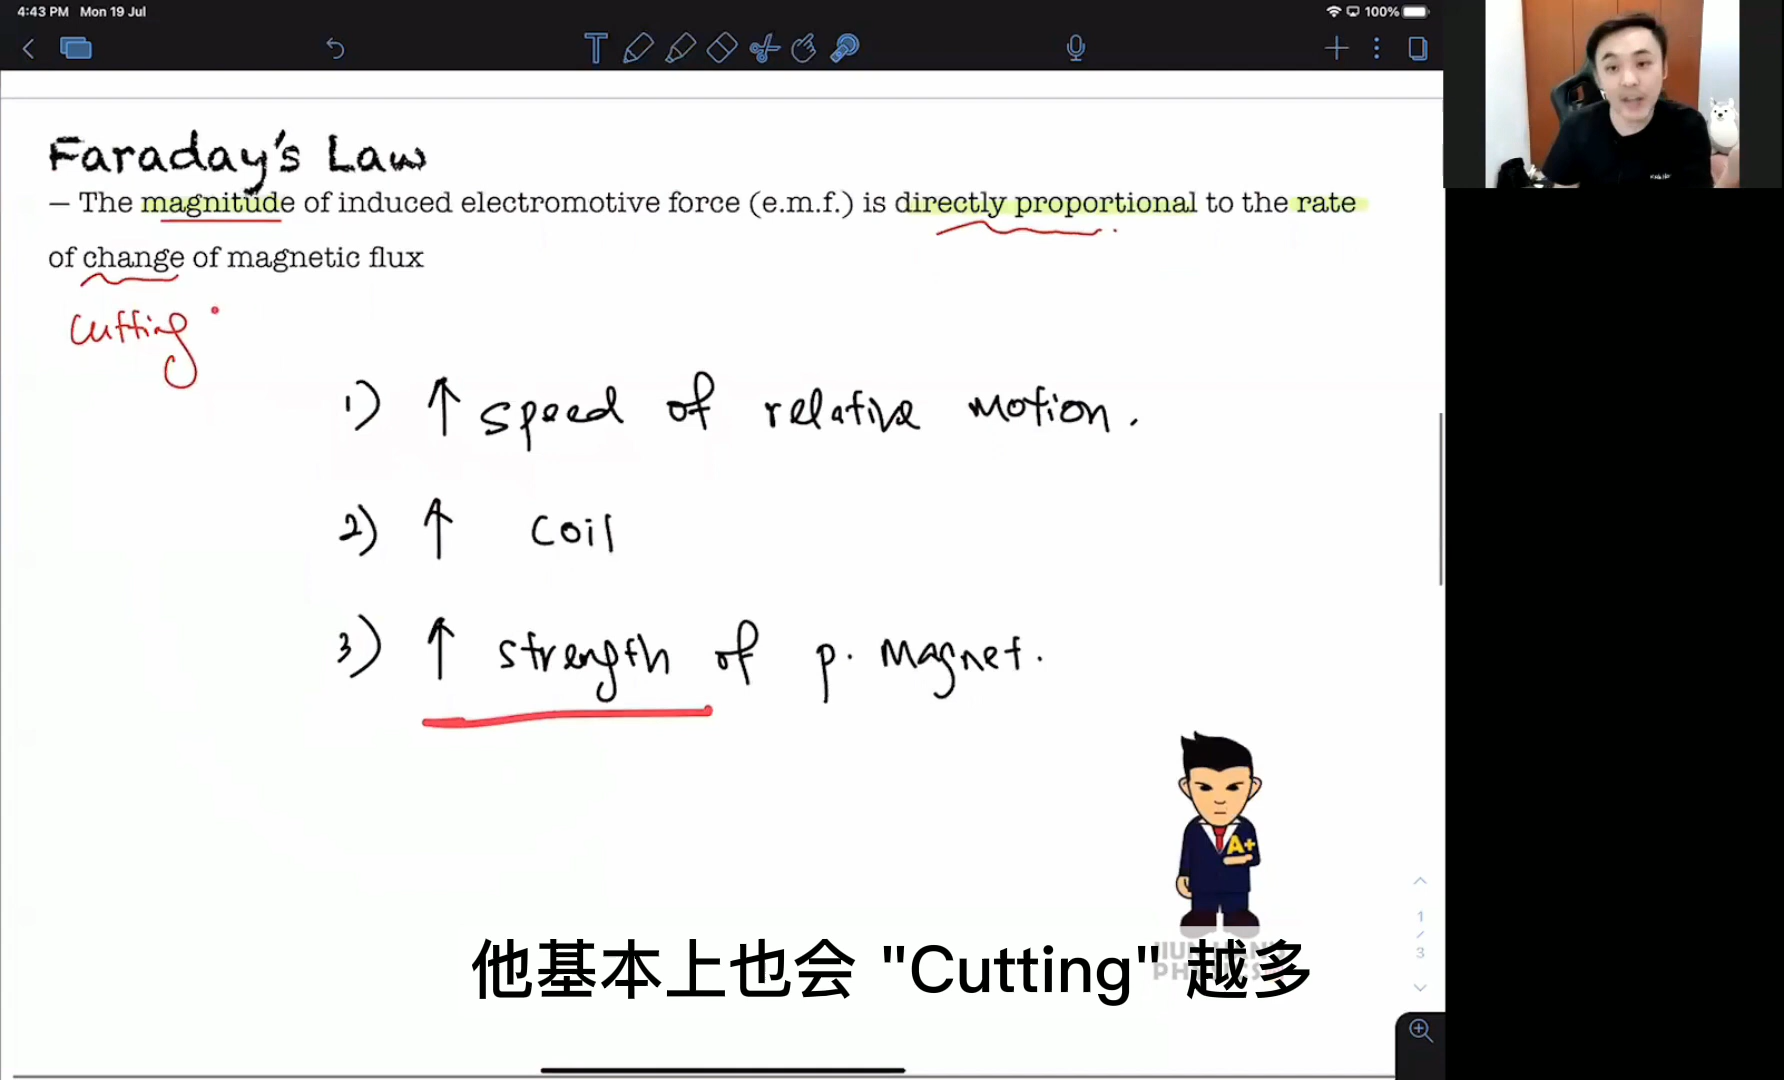 4:43 PM Mon 19 Jul
100%
T
Faraday's Law
– The magnitude of induced electromotive force (e.m.f.) is directly proportional to the rate
of change of magnetic flux
Cutting
1) ↑ speed of relative motion.
2) ↑ coil
3) ↑ strength of p. Magnet.
A+
1
/
3
他基本上也会 "Cutting" 越多